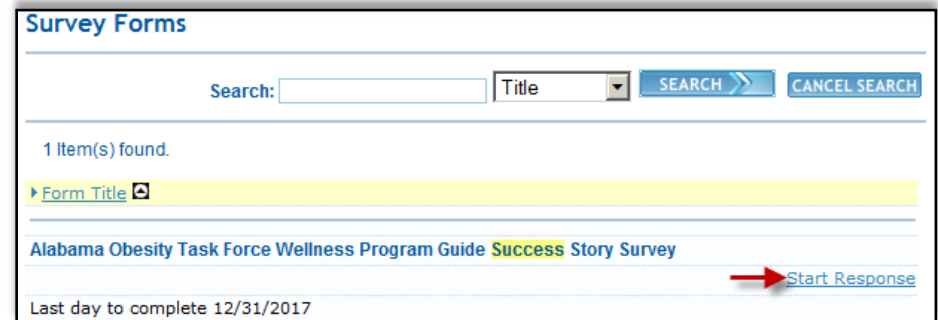 Survey Forms
Search: Title SEARCH CANCEL SEARCH
1 Item(s) found.
Form Title
Alabama Obesity Task Force Wellness Program Guide Success Story Survey
Start Response
Last day to complete 12/31/2017